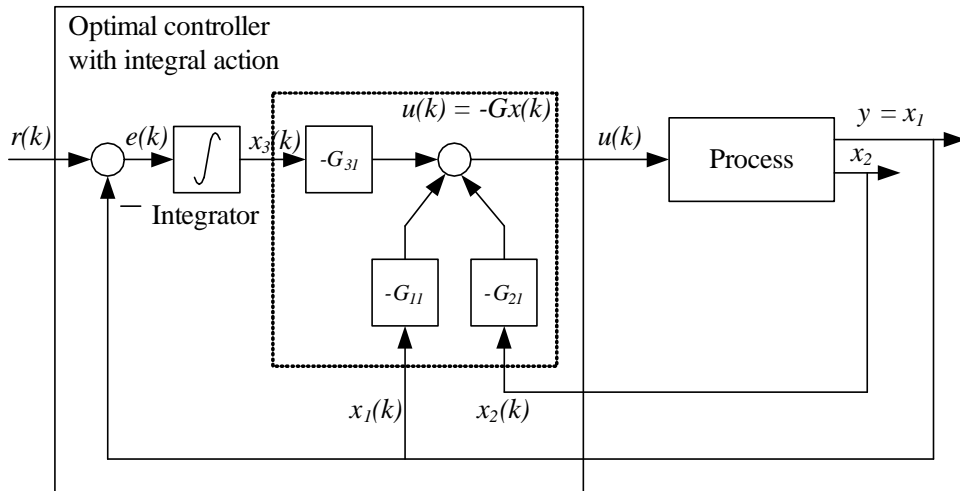 Optimal controller
with integral action
u(k) = -Gx(k)
r(k)
e(k)
x3(k)
-G31
u(k)
Process
y = x1
x2
−
Integrator
-G11
-G21
x1(k)
x2(k)